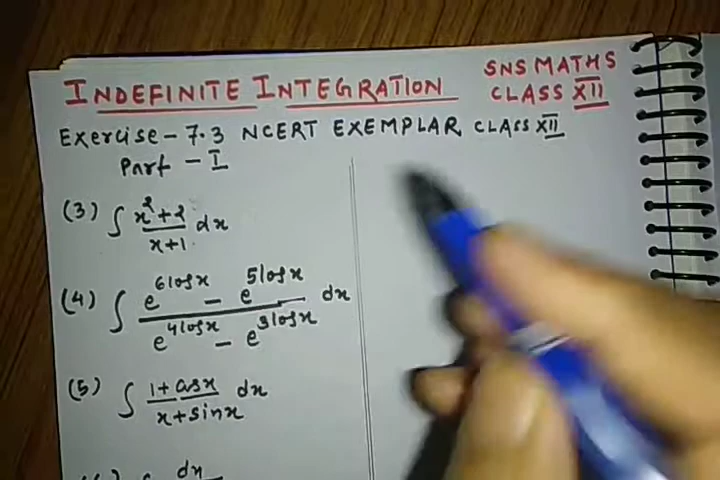 INDEFINITE INTEGRATION
SNS MATHS
CLASS XII
Exercise - 7.3 NCERT EXEMPLAR CLASS XII
Part - I
(3) ∫ (x² + 2)/(x + 1) dx
(4) ∫ (e^{6logx} - e^{5logx})/(e^{4logx} - e^{3logx}) dx
(5) ∫ (1 + cosx)/(x + sinx) dx
dx